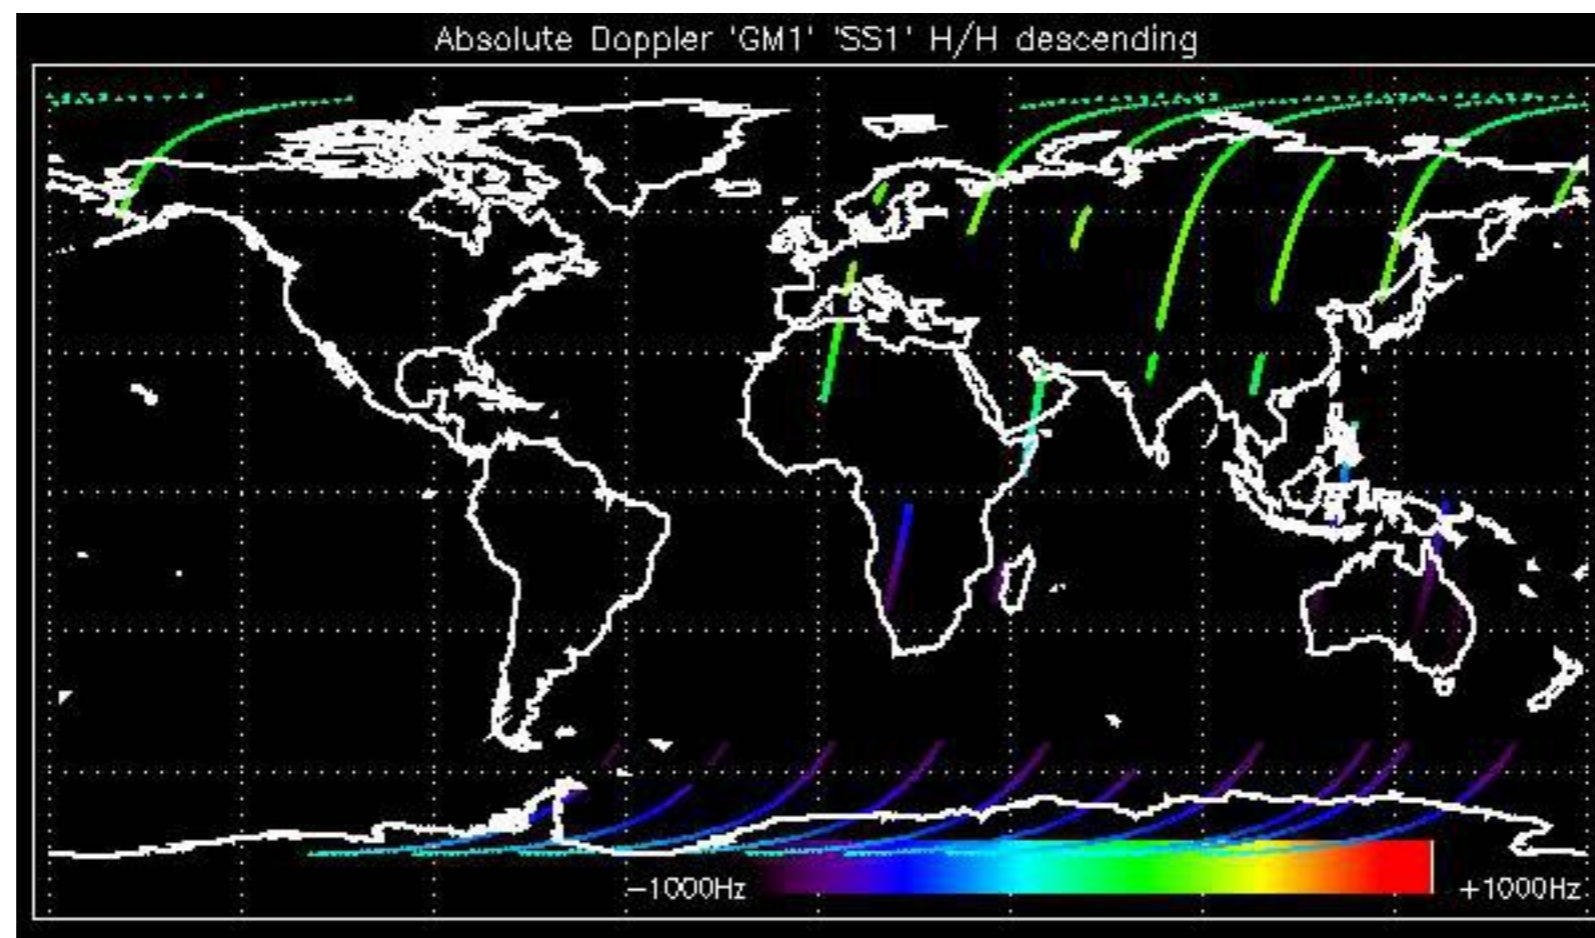 Absolute Doppler 'GM1' 'SS1' H/H descending
-1000Hz
+1000Hz